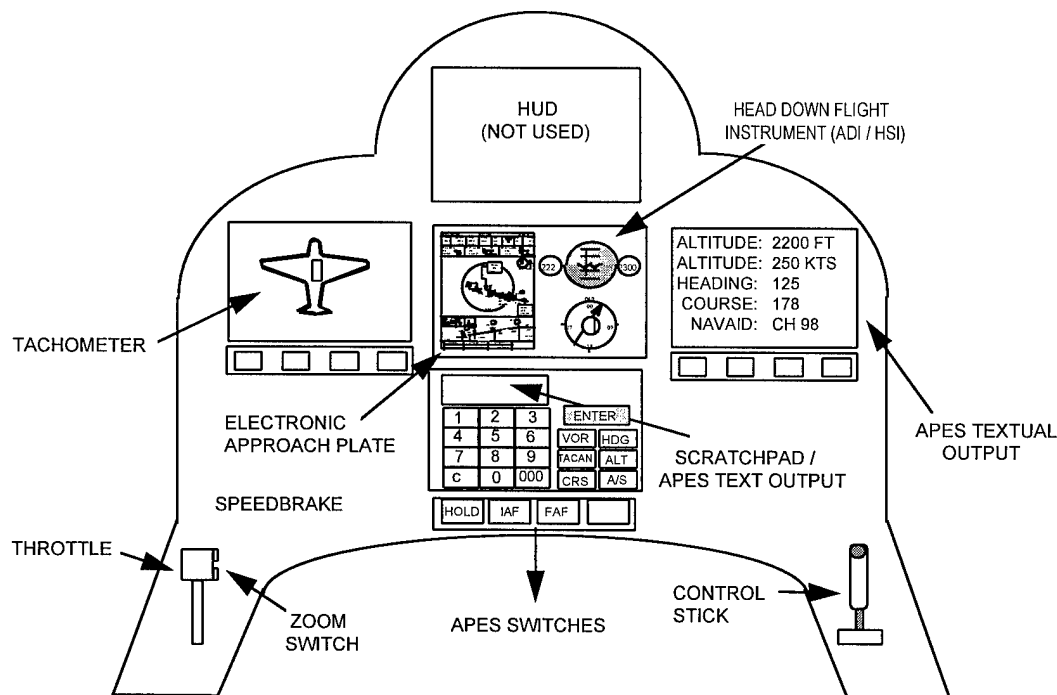 HUD
(NOT USED)
HEAD DOWN FLIGHT
INSTRUMENT (ADI / HSI)
222
1300
ALTITUDE: 2200 FT
ALTITUDE: 250 KTS
HEADING: 125
COURSE: 178
NAVAID: CH 98
TACHOMETER
ELECTRONIC
APPROACH PLATE
1 2 3
4 5 6
7 8 9
C 0 000
ENTER
VOR HDG
TACAN ALT
CRS A/S
SCRATCHPAD /
APES TEXT OUTPUT
APES TEXTUAL
OUTPUT
SPEEDBRAKE
HOLD IAF FAF
THROTTLE
ZOOM
SWITCH
APES SWITCHES
CONTROL
STICK